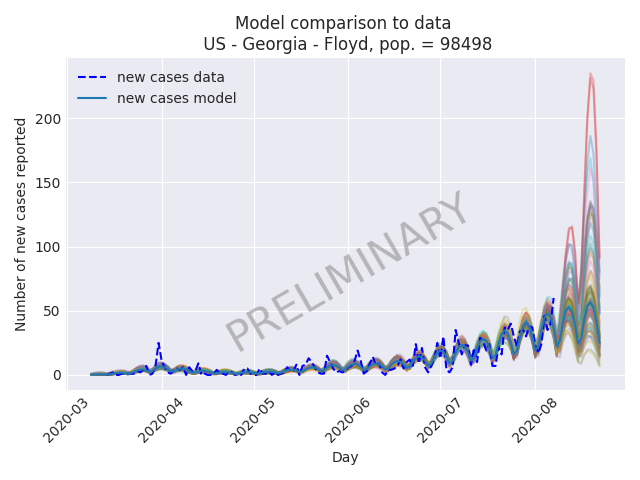 Model comparison to data
US - Georgia - Floyd, pop. = 98498
new cases data
new cases model
Number of new cases reported
200
150
100
50
0
PRELIMINARY
2020-03
2020-04
2020-05
2020-06
2020-07
2020-08
Day